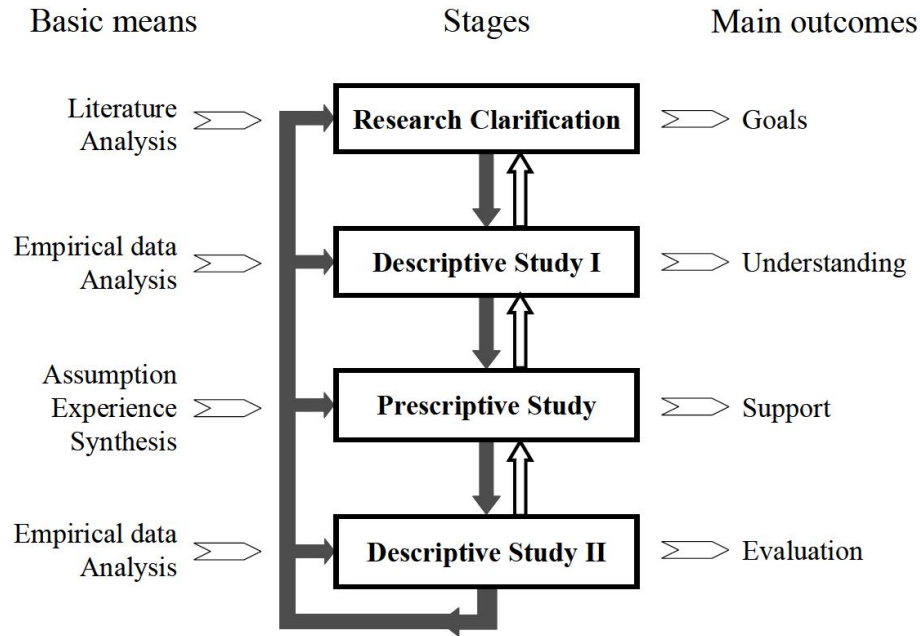 Basic means
Stages
Main outcomes
Literature
Analysis
Research Clarification
Goals
Empirical data
Analysis
Descriptive Study I
Understanding
Assumption
Experience
Synthesis
Prescriptive Study
Support
Empirical data
Analysis
Descriptive Study II
Evaluation